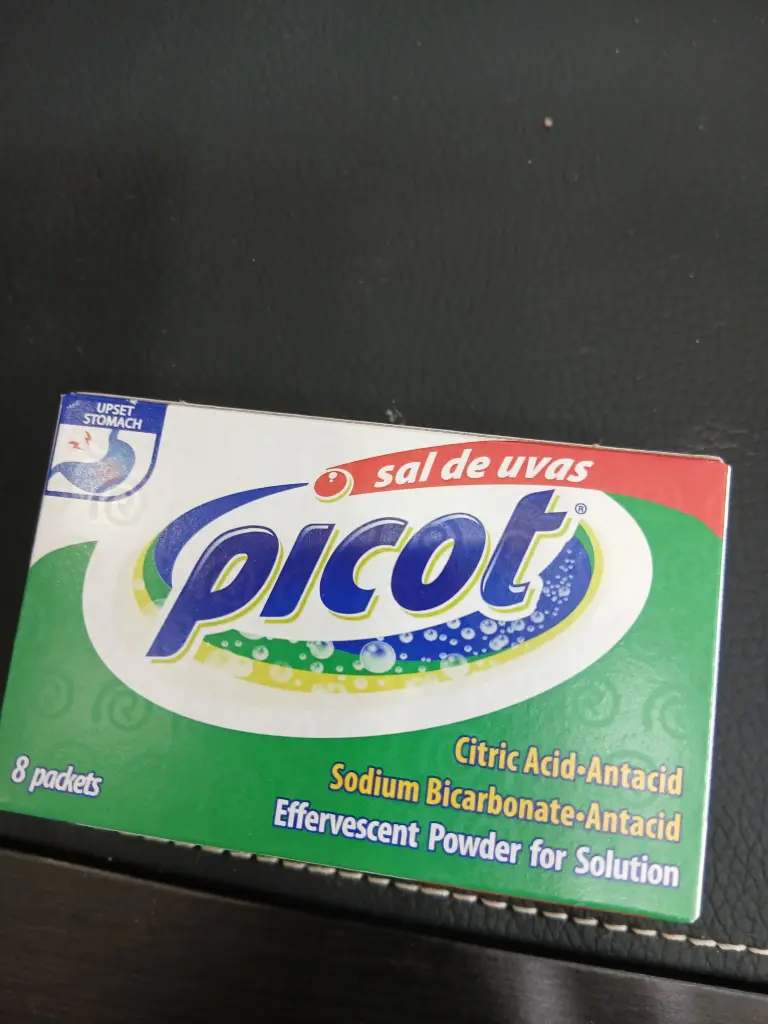 UPSET
STOMACH
sal de uvas
picot®
8 packets
Citric Acid•Antacid
Sodium Bicarbonate•Antacid
Effervescent Powder for Solution